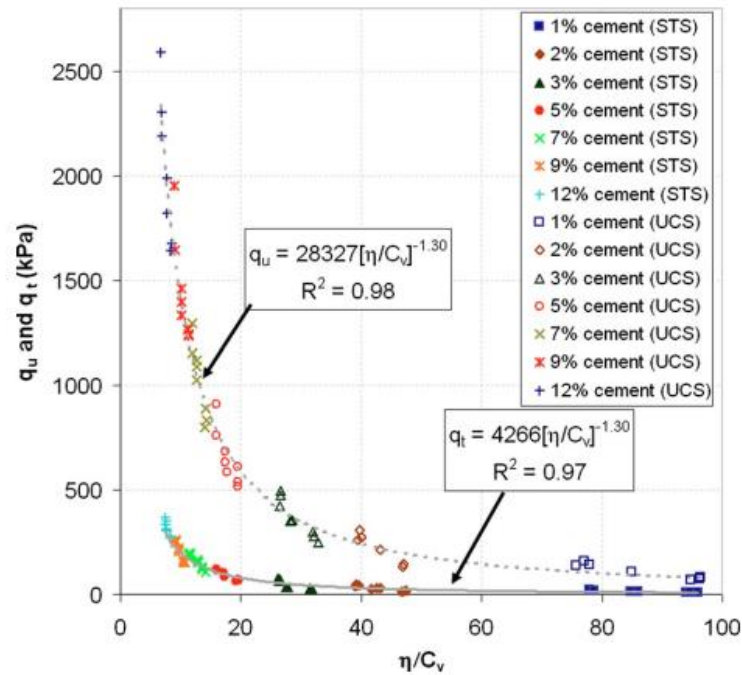 2500
2000
1500
1000
500
0
q_u and q_t (kPa)
0 20 40 60 80 100
η/C_v
q_u = 28327[η/C_v]^-1.30
R² = 0.98
q_t = 4266[η/C_v]^-1.30
R² = 0.97
1% cement (STS)
2% cement (STS)
3% cement (STS)
5% cement (STS)
7% cement (STS)
9% cement (STS)
12% cement (STS)
1% cement (UCS)
2% cement (UCS)
3% cement (UCS)
5% cement (UCS)
7% cement (UCS)
9% cement (UCS)
12% cement (UCS)